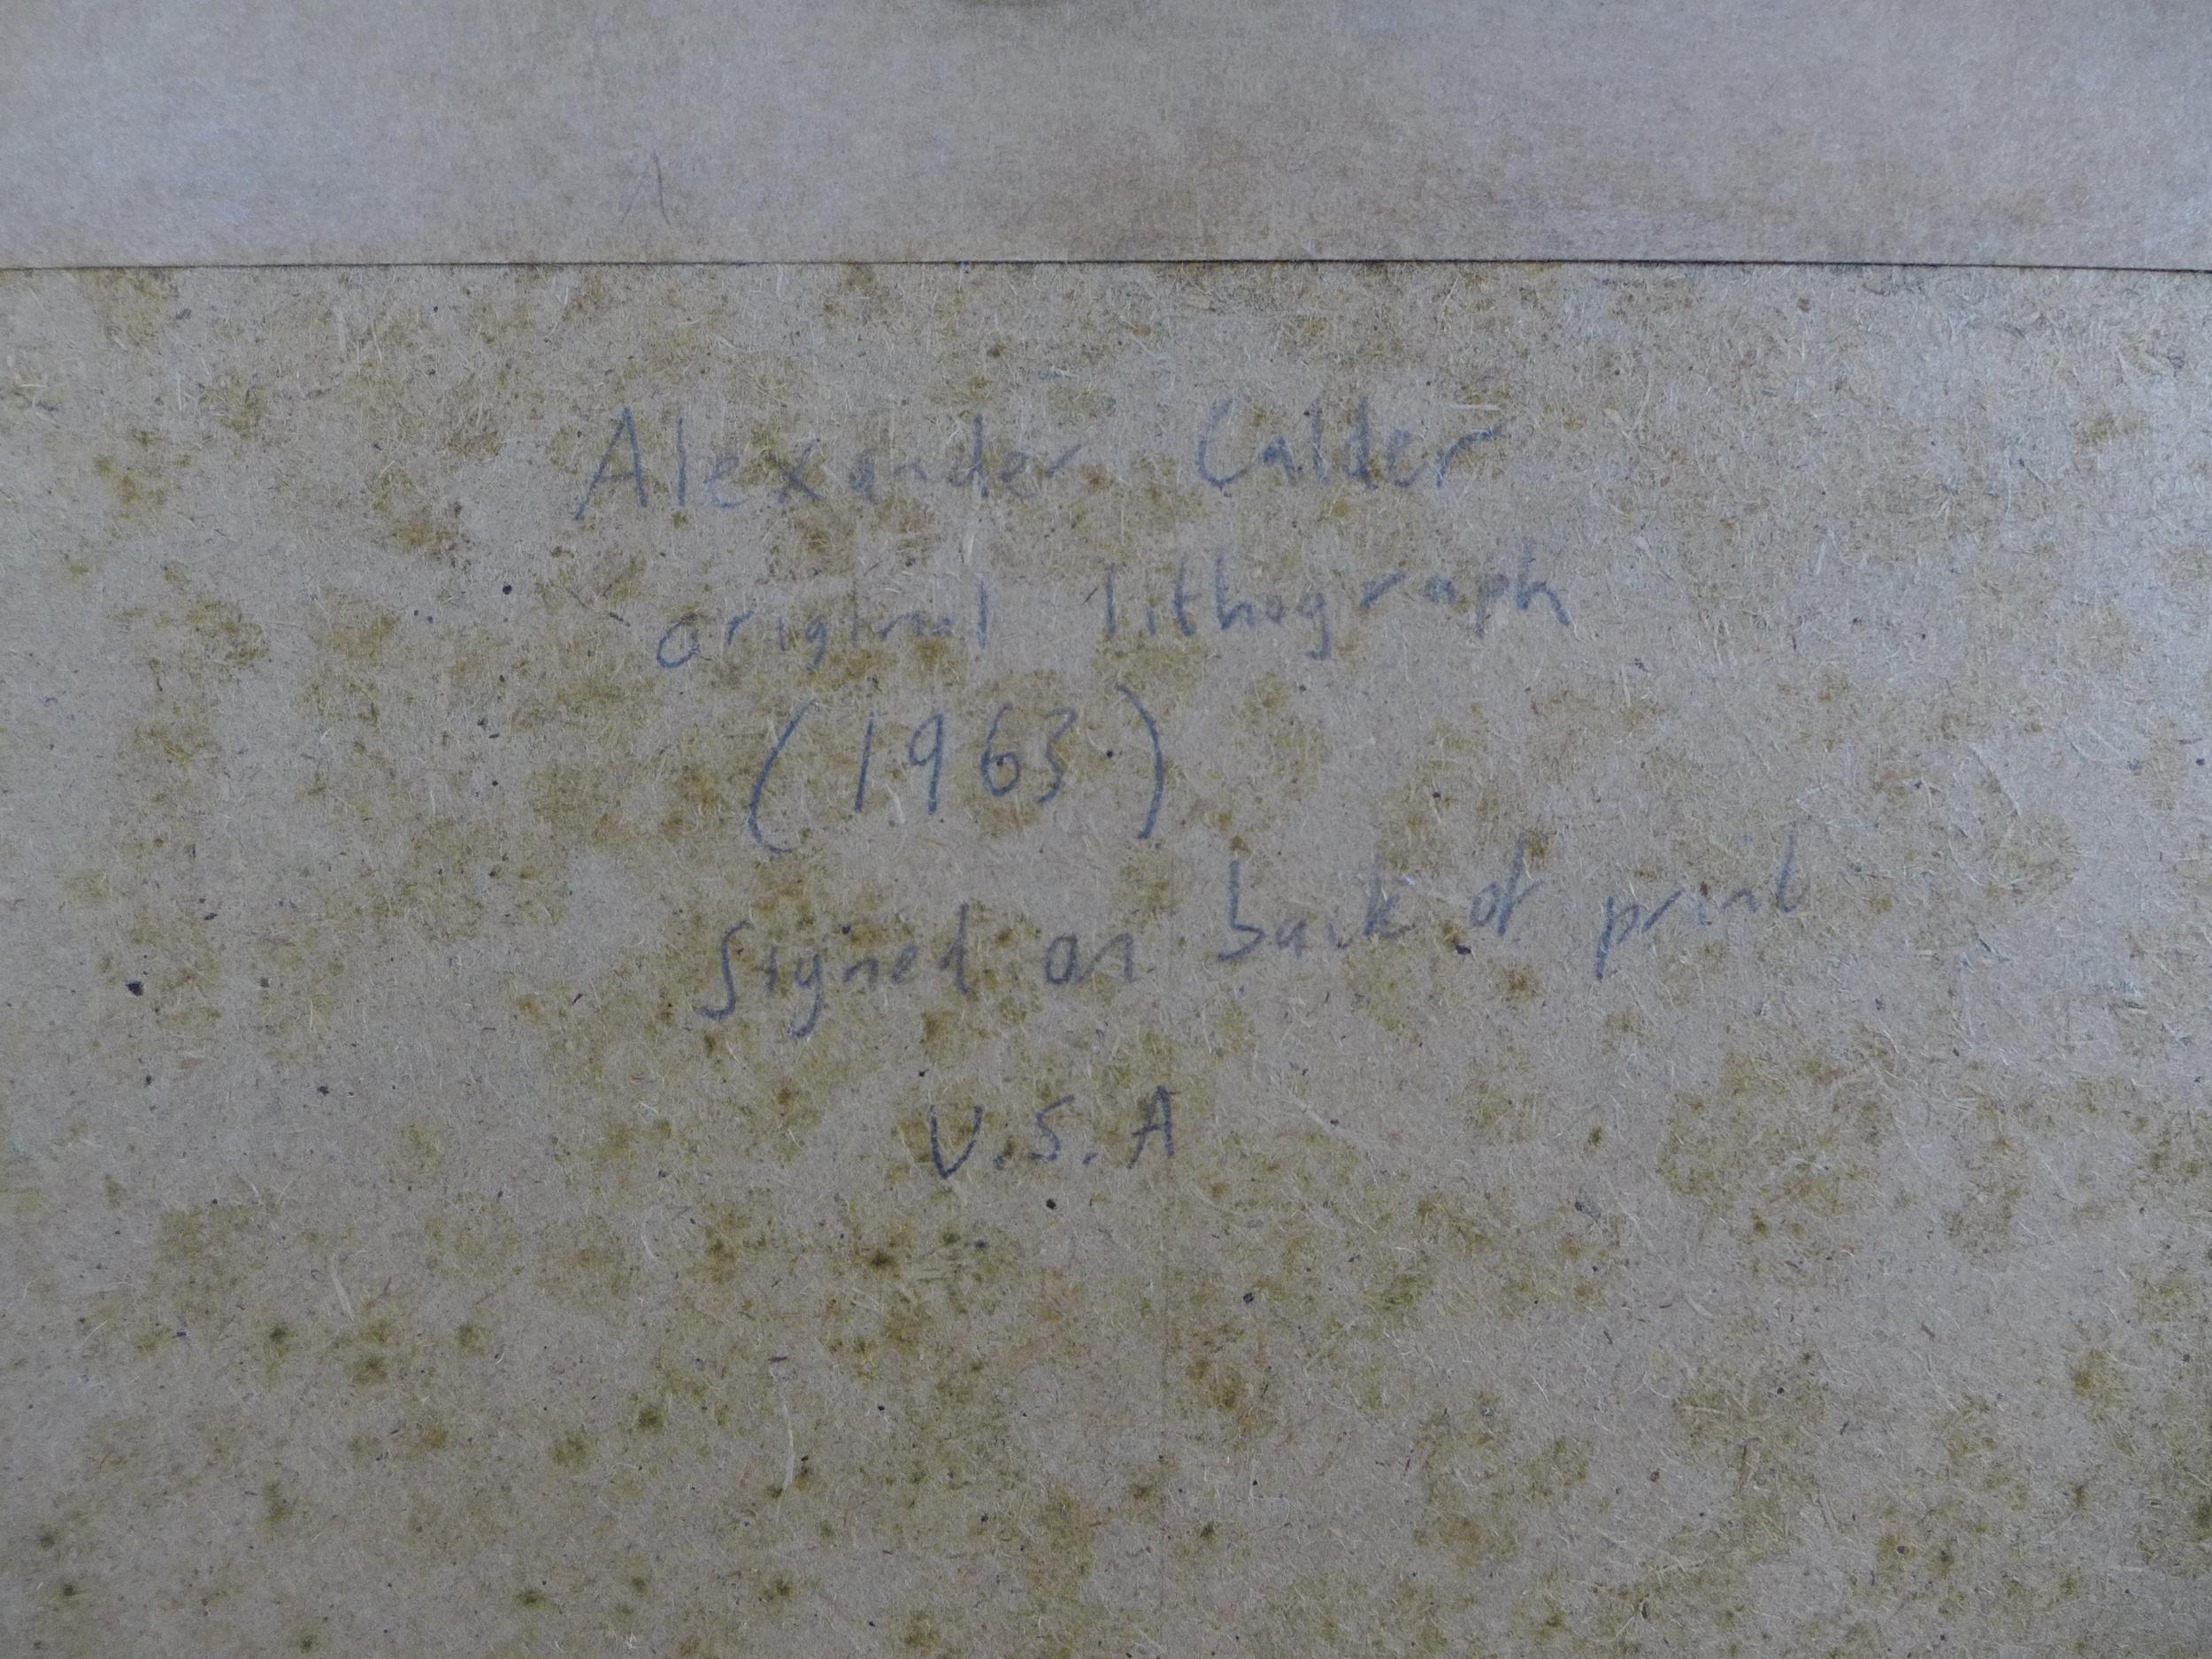 Alexander Calder
original lithograph
(1963)
Signed on back of print
U.S.A